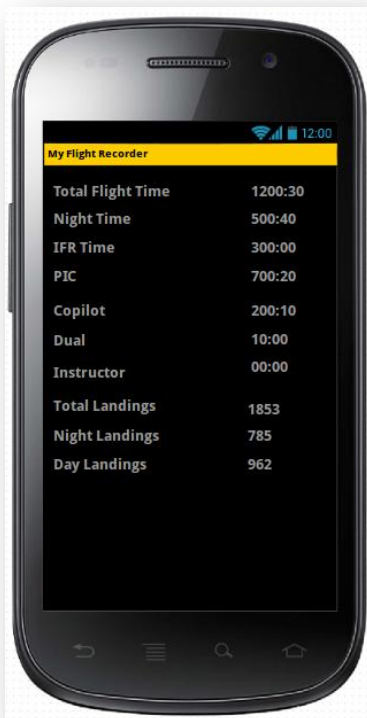 12:00
My Flight Recorder
Total Flight Time 1200:30
Night Time 500:40
IFR Time 300:00
PIC 700:20
Copilot 200:10
Dual 10:00
Instructor 00:00
Total Landings 1853
Night Landings 785
Day Landings 962